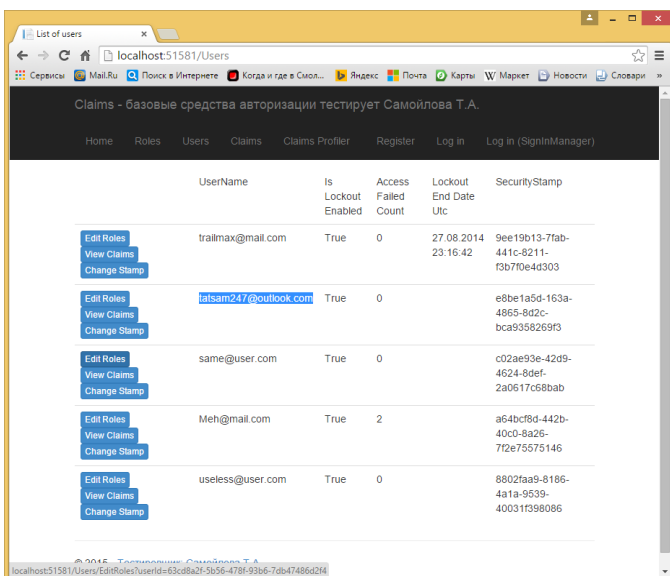 List of users
localhost:51581/Users
Сервисы Mail.Ru Поиск в Интернете Когда и где в Смол... Яндекс Почта Карты Маркет Новости Словари »
Claims - базовые средства авторизации тестирует Самойлова Т.А.
Home Roles Users Claims Claims Profiler Register Log in Log in (SignInManager)
UserName Is Lockout Enabled Access Failed Count Lockout End Date Utc SecurityStamp
Edit Roles trailmax@mail.com True 0 27.08.2014 9ee19b13-7fab-
View Claims 23:16:42 441c-8211-
Change Stamp f3b7f0e4d303
Edit Roles tatsam247@outlook.com True 0 e8be1a5d-163a-
View Claims 4865-8d2c-
Change Stamp bca9358269f3
Edit Roles same@user.com True 0 c02ae93e-42d9-
View Claims 4624-8def-
Change Stamp 2a0617c68bab
Edit Roles Meh@mail.com True 2 a64bcf8d-442b-
View Claims 40c0-8a26-
Change Stamp 7f2e75575146
Edit Roles useless@user.com True 0 8802faa9-8186-
View Claims 4a1a-9539-
Change Stamp 40031f398086
© 2015 - Тестировщик Самойлова Т.А.
localhost:51581/Users/EditRoles?userId=63cd8a2f-5b56-478f-93b6-7db47486d2f4